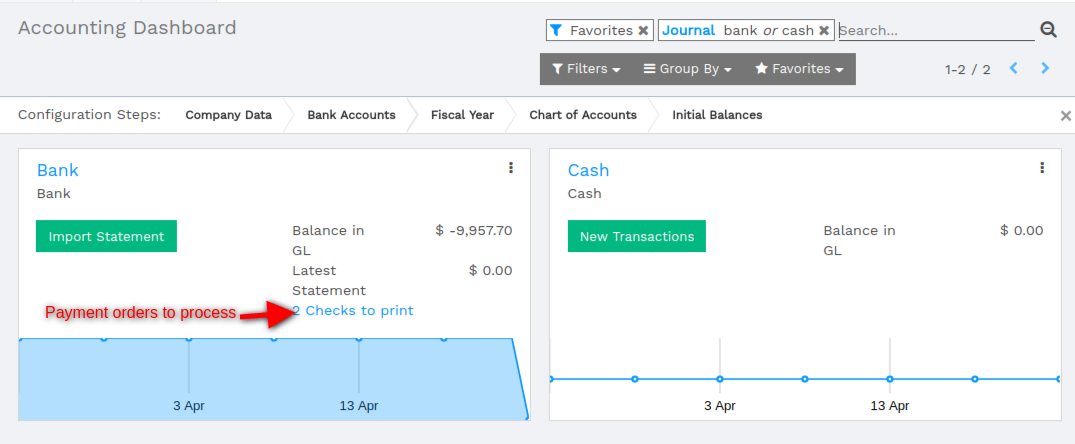 Accounting Dashboard
Favorites ✖ Journal bank or cash ✖ Search...
Filters Group By Favorites 1-2 / 2
Configuration Steps: Company Data Bank Accounts Fiscal Year Chart of Accounts Initial Balances
Bank
Bank
Import Statement
Balance in GL $ -9,957.70
Latest Statement $ 0.00
Payment orders to process
2 Checks to print
3 Apr 13 Apr
Cash
Cash
New Transactions
Balance in GL $ 0.00
3 Apr 13 Apr